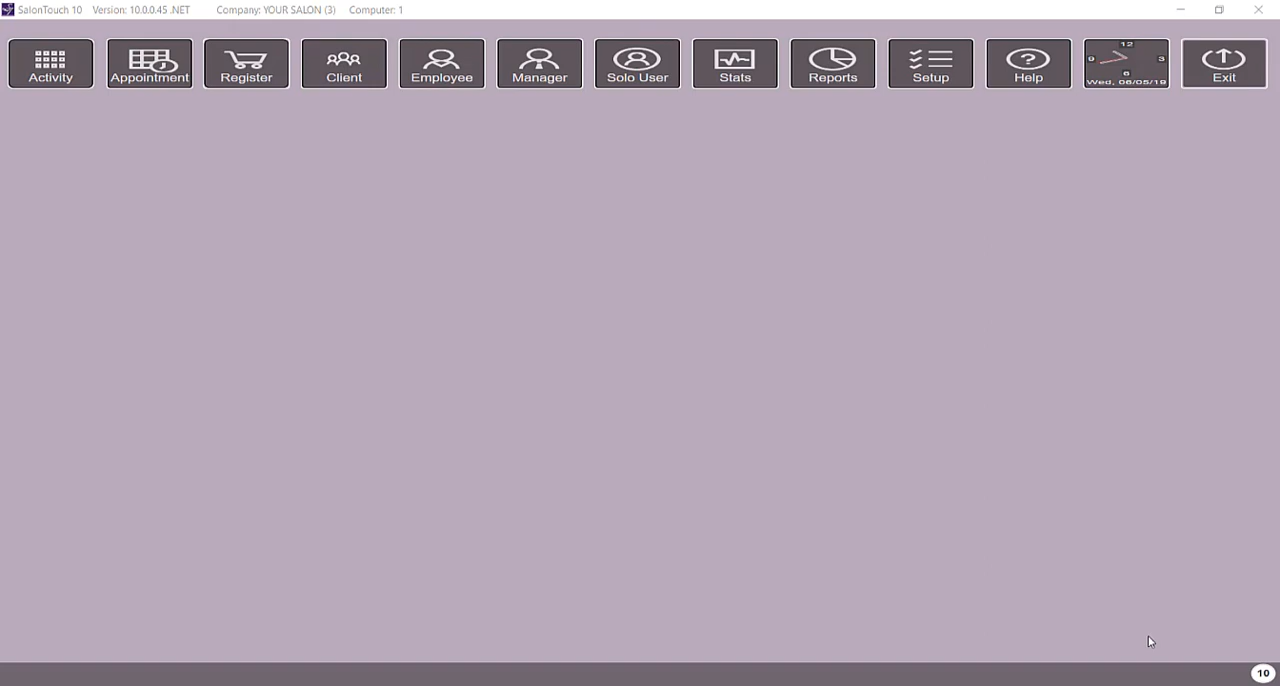 SalonTouch 10 Version: 10.0.0.45 .NET Company: YOUR SALON (3) Computer: 1
Activity
Appointment
Register
Client
Employee
Manager
Solo User
Stats
Reports
Setup
Help
12
9 3
6
Wed, 06/05/19
Exit
10